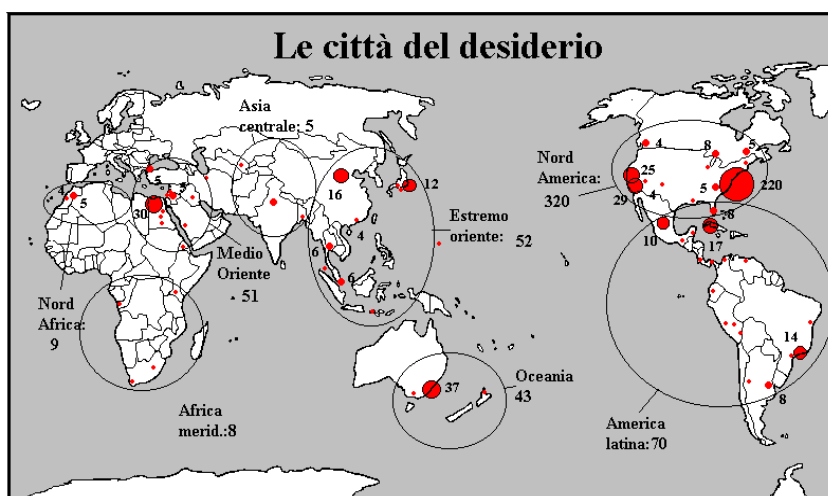 Le città del desiderio
Asia
centrale: 5
4
5
5
5
30
16
12
4
6
6
Estremo
oriente: 52
Medio
Oriente
51
Nord
Africa:
9
Africa
merid.:8
37
Oceania
43
Nord
America:
320
4
8
5
25
29
4
5
220
8
10
17
14
8
America
latina:70